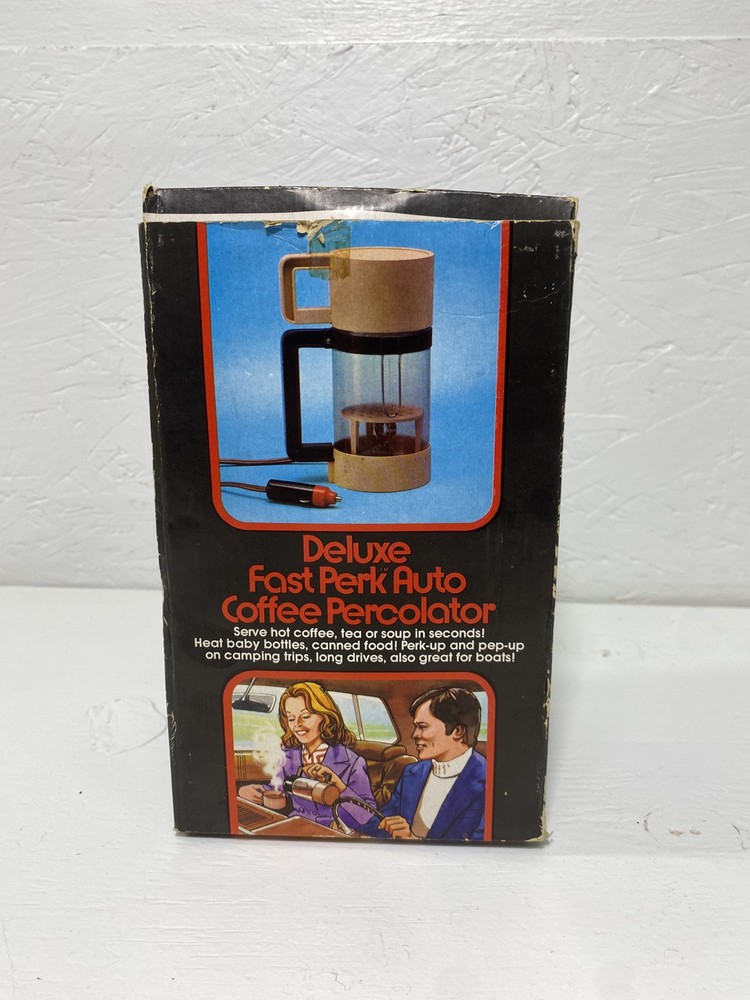 Deluxe
Fast Perk™ Auto
Coffee Percolator
Serve hot coffee, tea or soup in seconds!
Heat baby bottles, canned food! Perk-up and pep-up
on camping trips, long drives, also great for boats!